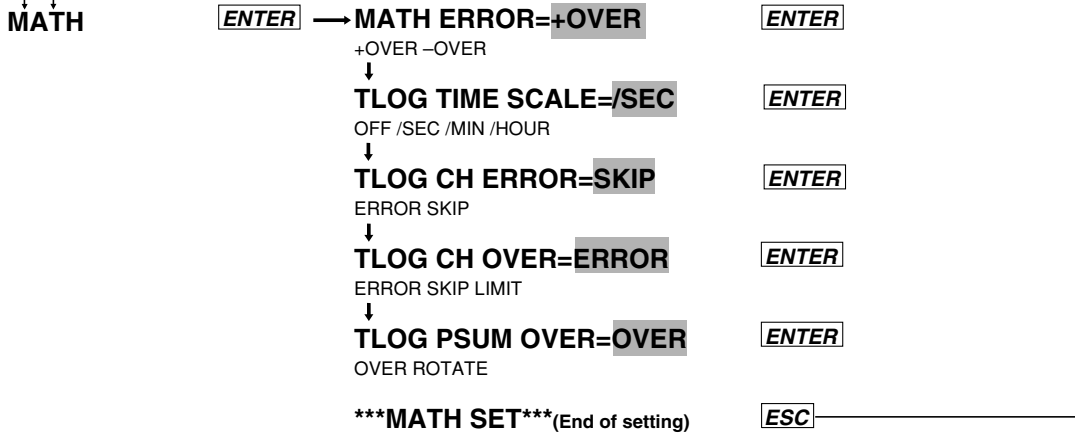 MATH ENTER MATH ERROR=+OVER ENTER
+OVER –OVER
TLOG TIME SCALE=/SEC ENTER
OFF /SEC /MIN /HOUR
TLOG CH ERROR=SKIP ENTER
ERROR SKIP
TLOG CH OVER=ERROR ENTER
ERROR SKIP LIMIT
TLOG PSUM OVER=OVER ENTER
OVER ROTATE
***MATH SET***(End of setting) ESC